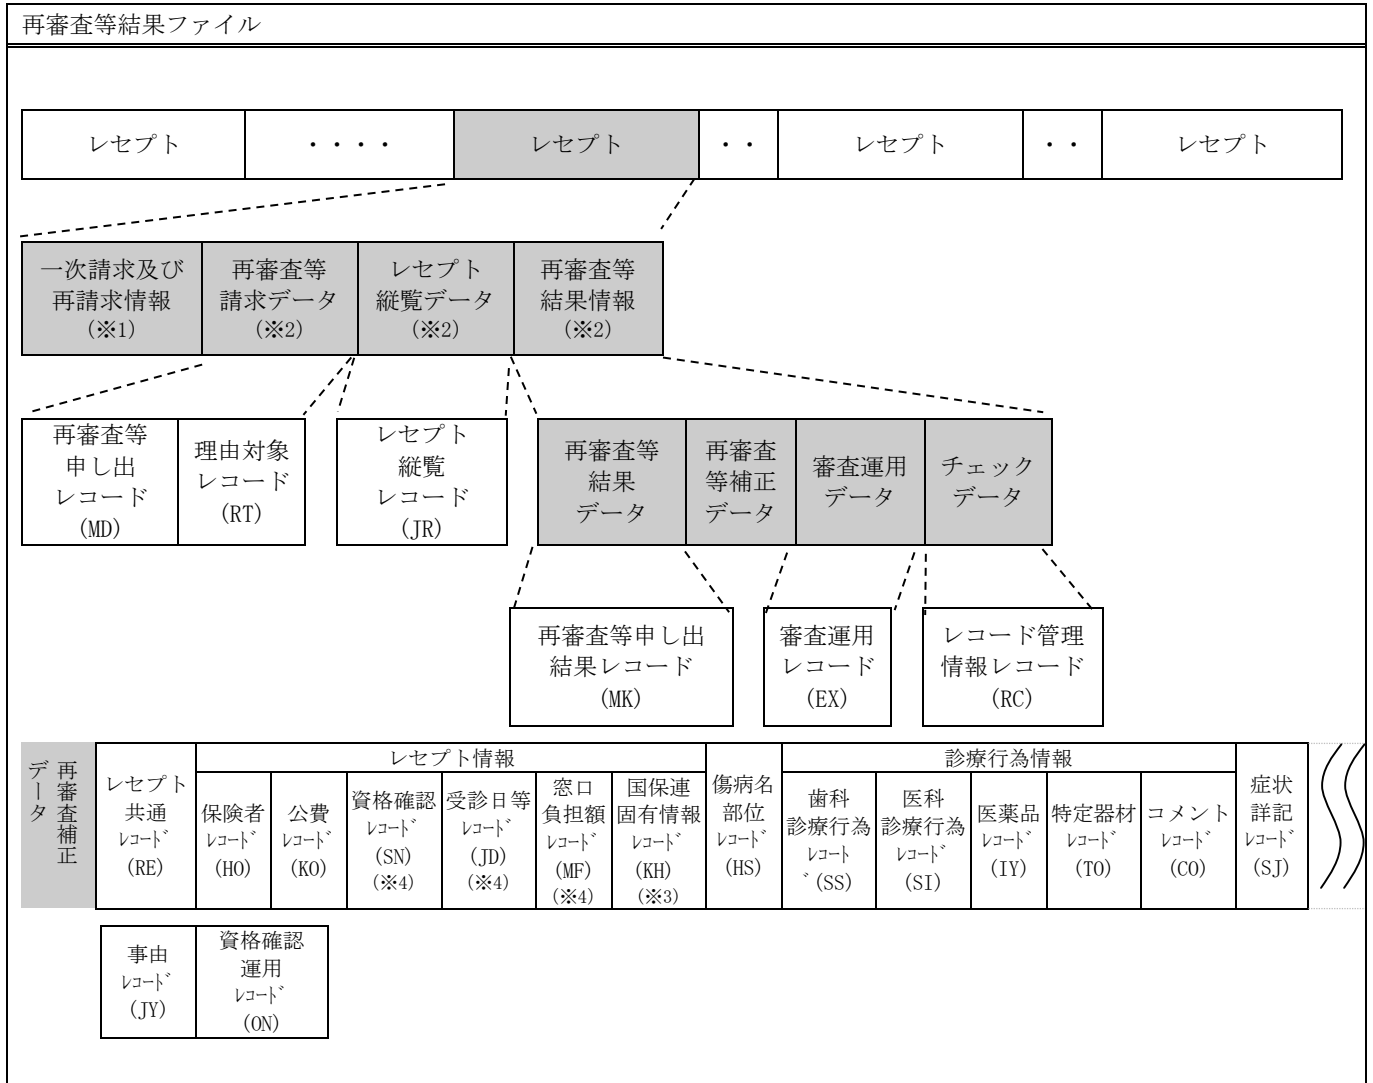 再審査等結果ファイル
レセプト
・・・・
レセプト
・・
レセプト
・・
レセプト
一次請求及び
再請求情報
(※1)
再審査等
請求データ
(※2)
レセプト
縦覧データ
(※2)
再審査等
結果情報
(※2)
再審査等
申し出
レコード
(MD)
理由対象
レコード
(RT)
レセプト
縦覧
レコード
(JR)
再審査等
結果
データ
再審査
等補正
データ
審査運用
データ
チェック
データ
再審査等申し出
結果レコード
(MK)
審査運用
レコード
(EX)
レコード管理
情報レコード
(RC)
再審査補正
データ
レセプト
共通
ﾚｺｰﾄﾞ
(RE)
レセプト情報
保険者
ﾚｺｰﾄﾞ
(HO)
公費
ﾚｺｰﾄﾞ
(KO)
資格確認
ﾚｺｰﾄﾞ
(SN)
(※4)
受診日等
ﾚｺｰﾄﾞ
(JD)
(※4)
窓口
負担額
ﾚｺｰﾄﾞ
(MF)
(※4)
国保連
固有情報
ﾚｺｰﾄﾞ
(KH)
(※3)
傷病名
部位
ﾚｺｰﾄﾞ
(HS)
診療行為情報
歯科
診療行為
ﾚｺｰﾄ
ﾞ(SS)
医科
診療行為
ﾚｺｰﾄﾞ
(SI)
医薬品
ﾚｺｰﾄﾞ
(IY)
特定器材
ﾚｺｰﾄﾞ
(TO)
コメント
ﾚｺｰﾄﾞ
(CO)
症状
詳記
ﾚｺｰﾄﾞ
(SJ)
事由
ﾚｺｰﾄﾞ
(JY)
資格確認
運用
ﾚｺｰﾄﾞ
(ON)